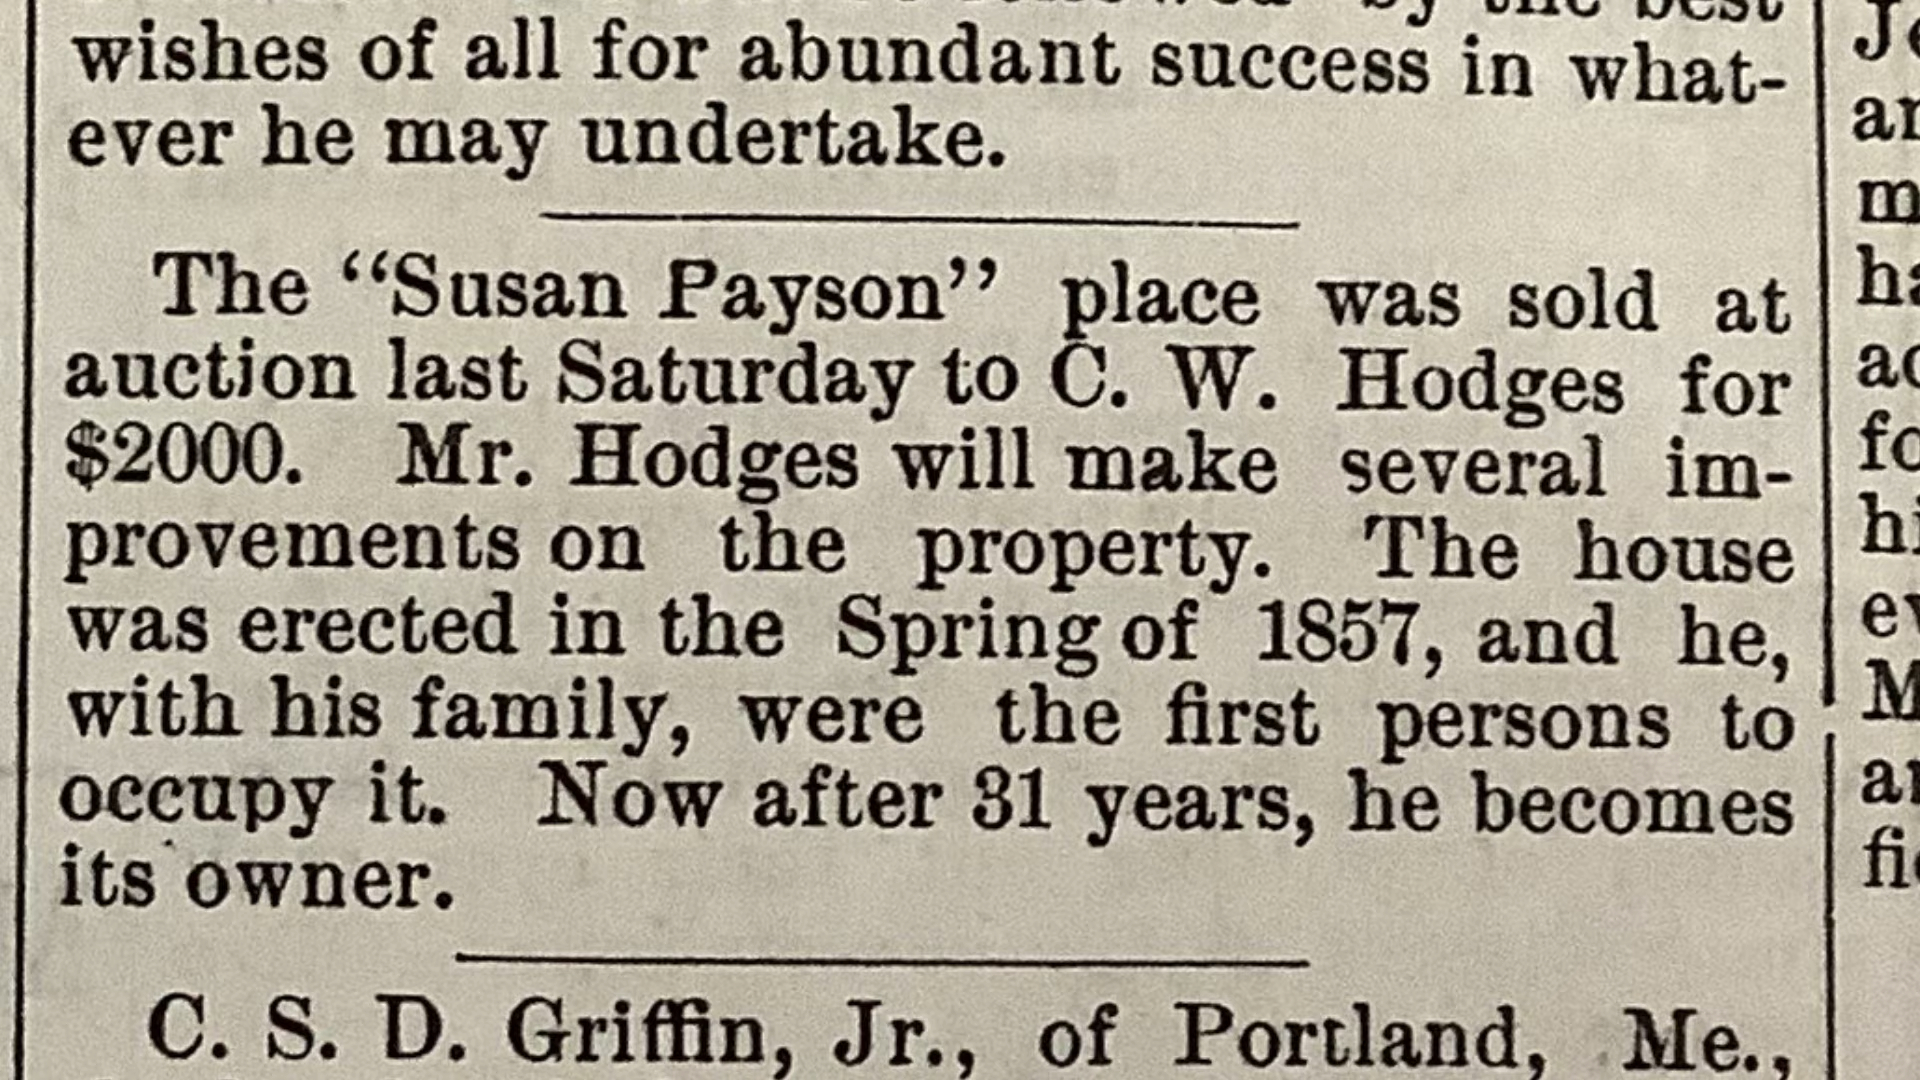 by the best
wishes of all for abundant success in what-
ever he may undertake.
The “Susan Payson” place was sold at
auction last Saturday to C. W. Hodges for
$2000. Mr. Hodges will make several im-
provements on the property. The house
was erected in the Spring of 1857, and he,
with his family, were the first persons to
occupy it. Now after 31 years, he becomes
its owner.
C. S. D. Griffin, Jr., of Portland, Me.,